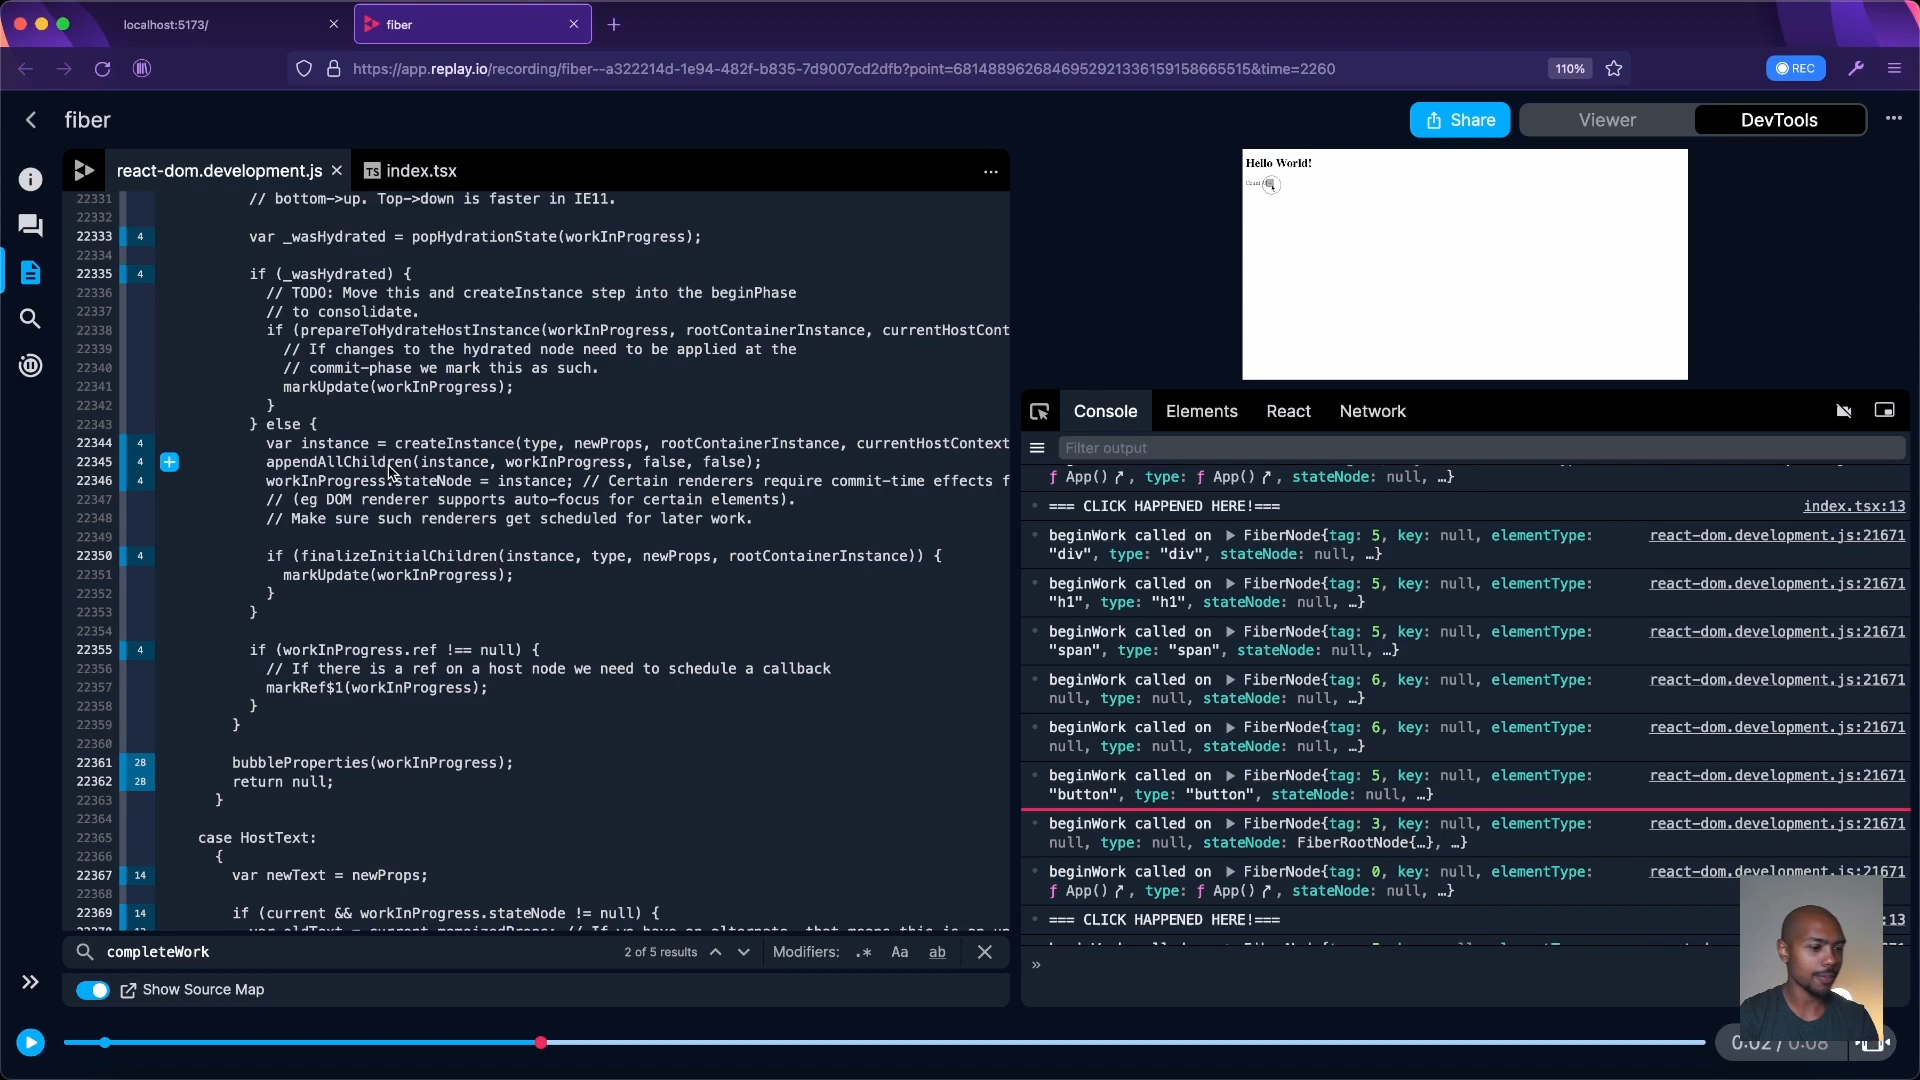 localhost:5173/
fiber
https://app.replay.io/recording/fiber--a322214d-1e94-482f-b835-7d9007cd2dfb?point=6814889626846952921336159158665515&time=2260
110%
REC
fiber
Share
Viewer
DevTools
react-dom.development.js
TS index.tsx
22331 // bottom->up. Top->down is faster in IE11.
22332
22333 4 var _wasHydrated = popHydrationState(workInProgress);
22334
22335 4 if (_wasHydrated) {
22336 // TODO: Move this and createInstance step into the beginPhase
22337 // to consolidate.
22338 if (prepareToHydrateHostInstance(workInProgress, rootContainerInstance, currentHostCont
22339 // If changes to the hydrated node need to be applied at the
22340 // commit-phase we mark this as such.
22341 markUpdate(workInProgress);
22342 }
22343 } else {
22344 4 var instance = createInstance(type, newProps, rootContainerInstance, currentHostContext
22345 4 appendAllChildren(instance, workInProgress, false, false);
22346 4 workInProgress.stateNode = instance; // Certain renderers require commit-time effects f
22347 // (eg DOM renderer supports auto-focus for certain elements).
22348 // Make sure such renderers get scheduled for later work.
22349
22350 4 if (finalizeInitialChildren(instance, type, newProps, rootContainerInstance)) {
22351 markUpdate(workInProgress);
22352 }
22353 }
22354
22355 4 if (workInProgress.ref !== null) {
22356 // If there is a ref on a host node we need to schedule a callback
22357 markRef$1(workInProgress);
22358 }
22359 }
22360
22361 28 bubbleProperties(workInProgress);
22362 28 return null;
22363 }
22364
22365 case HostText:
22366 {
22367 14 var newText = newProps;
22368
22369 14 if (current && workInProgress.stateNode != null) {
completeWork
2 of 5 results
Modifiers: .* Aa ab
Show Source Map
Hello World!
Console
Elements
React
Network
Filter output
ƒ App(), type: ƒ App(), stateNode: null, …}
=== CLICK HAPPENED HERE!=== index.tsx:13
beginWork called on ▶ FiberNode{tag: 5, key: null, elementType: react-dom.development.js:21671
"div", type: "div", stateNode: null, …}
beginWork called on ▶ FiberNode{tag: 5, key: null, elementType: react-dom.development.js:21671
"h1", type: "h1", stateNode: null, …}
beginWork called on ▶ FiberNode{tag: 5, key: null, elementType: react-dom.development.js:21671
"span", type: "span", stateNode: null, …}
beginWork called on ▶ FiberNode{tag: 6, key: null, elementType: react-dom.development.js:21671
null, type: null, stateNode: null, …}
beginWork called on ▶ FiberNode{tag: 6, key: null, elementType: react-dom.development.js:21671
null, type: null, stateNode: null, …}
beginWork called on ▶ FiberNode{tag: 5, key: null, elementType: react-dom.development.js:21671
"button", type: "button", stateNode: null, …}
beginWork called on ▶ FiberNode{tag: 3, key: null, elementType: react-dom.development.js:21671
null, type: null, stateNode: FiberRootNode{…}, …}
beginWork called on ▶ FiberNode{tag: 0, key: null, elementType: react-dom.development.js:21671
ƒ App(), type: ƒ App(), stateNode: null, …}
=== CLICK HAPPENED HERE!=== :13
»
0:02 / 0:08